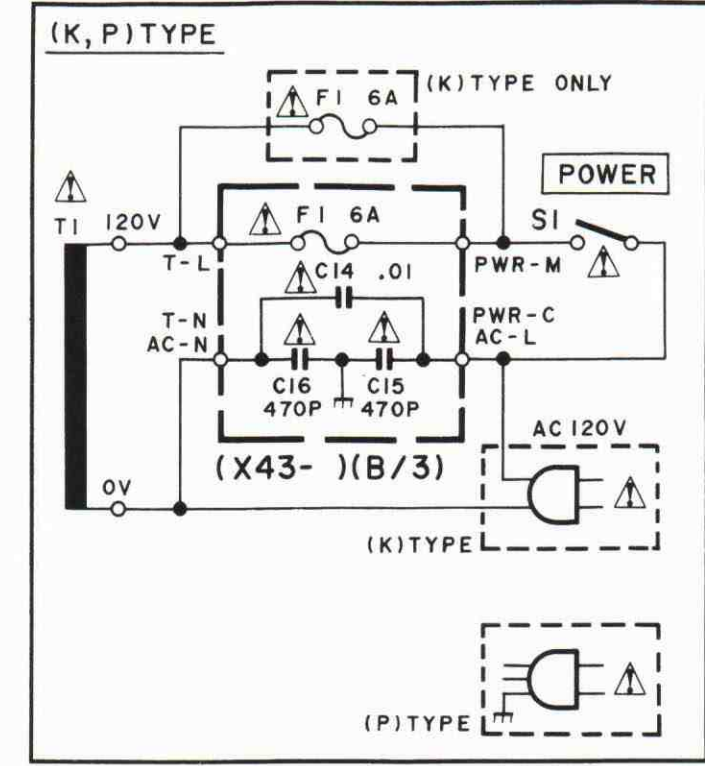 (K, P) TYPE
(K) TYPE ONLY
F1 6A
POWER
T1 120V
F1 6A
S1
T-L
PWR-M
C14 .01
T-N
AC-N
PWR-C
AC-L
C16
470P
C15
470P
AC 120V
(X43- )(B/3)
0V
(K) TYPE
(P) TYPE